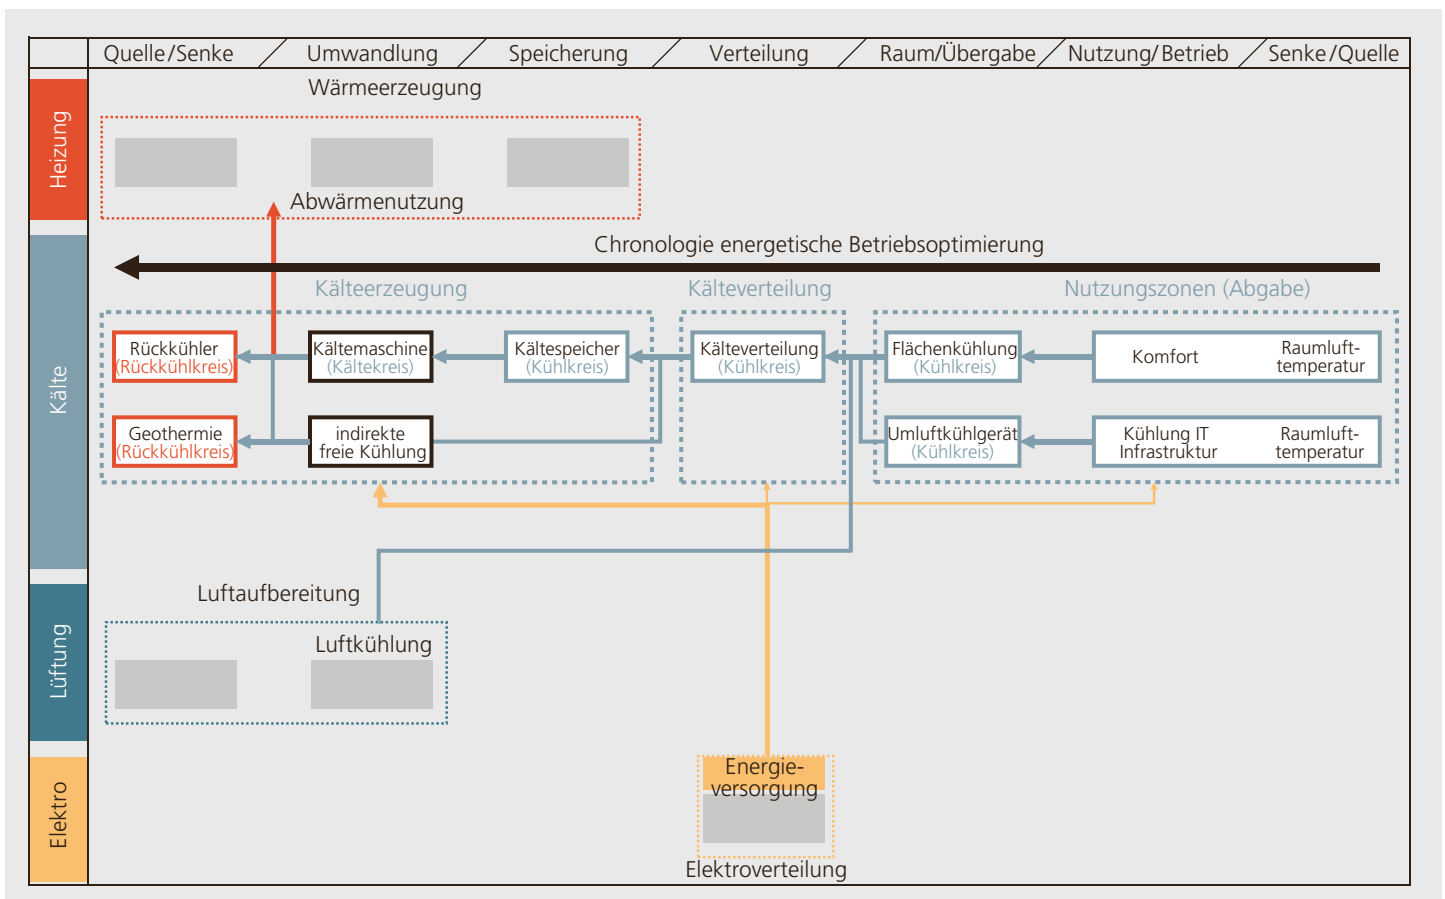 Quelle/Senke
Umwandlung
Speicherung
Verteilung
Raum/Übergabe
Nutzung/Betrieb
Senke/Quelle
Heizung
Wärmeerzeugung
Abwärmenutzung
Kälte
Chronologie energetische Betriebsoptimierung
Kälteerzeugung
Kälteverteilung
Nutzungszonen (Abgabe)
Rückkühler
(Rückkühlkreis)
Kältemaschine
(Kältekreis)
Kältespeicher
(Kühlkreis)
Kälteverteilung
(Kühlkreis)
Flächenkühlung
(Kühlkreis)
Komfort
Raumluft-
temperatur
Geothermie
(Rückkühlkreis)
indirekte
freie Kühlung
Umluftkühlgerät
(Kühlkreis)
Kühlung IT
Infrastruktur
Raumluft-
temperatur
Lüftung
Luftaufbereitung
Luftkühlung
Elektro
Energie-
versorgung
Elektroverteilung